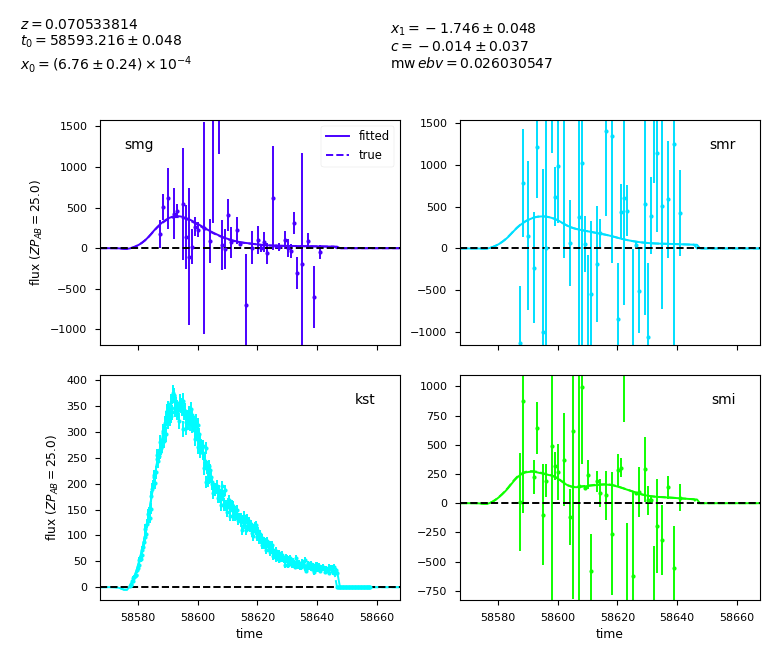 z = 0.070533814
t₀ = 58593.216 ± 0.048
x₀ = (6.76 ± 0.24) × 10⁻⁴
x₁ = −1.746 ± 0.048
c = −0.014 ± 0.037
mw ebv = 0.026030547
smg
fitted
true
1500
1000
500
0
−500
−1000
flux (ZP_AB = 25.0)
smr
1500
1000
500
0
−500
−1000
kst
400
350
300
250
200
150
100
50
0
flux (ZP_AB = 25.0)
58580 58600 58620 58640 58660
time
smi
1000
750
500
250
0
−250
−500
−750
58580 58600 58620 58640 58660
time